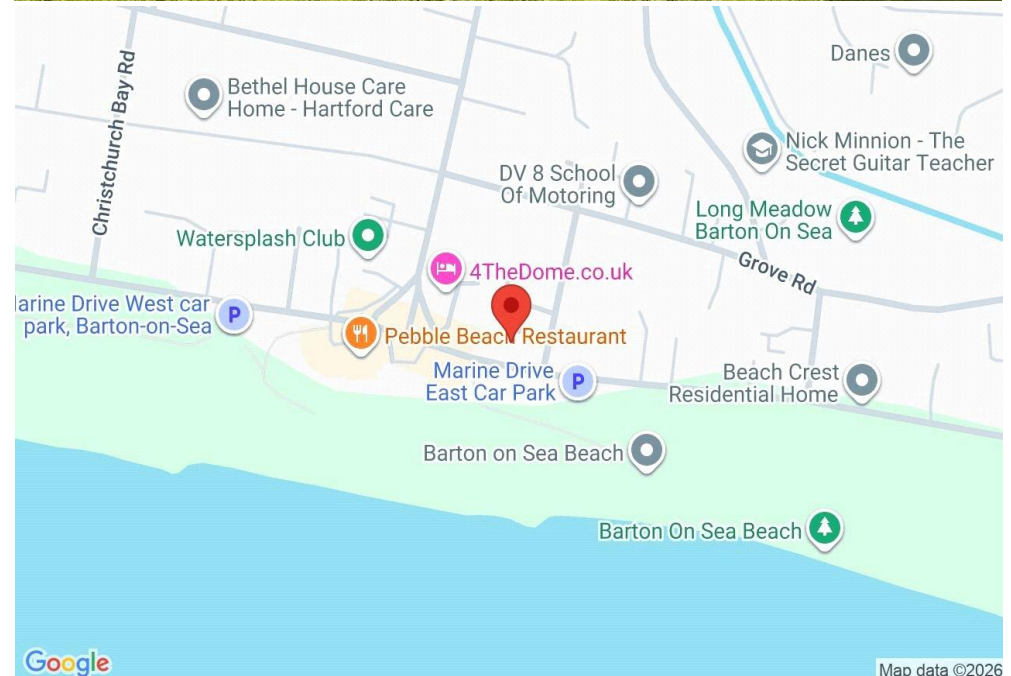 Danes
Bethel House Care
Home - Hartford Care
Christchurch Bay Rd
Nick Minnion - The
Secret Guitar Teacher
DV 8 School
Of Motoring
Long Meadow
Barton On Sea
Watersplash Club
Grove Rd
4TheDome.co.uk
arine Drive West car
park, Barton-on-Sea
P
Pebble Beach Restaurant
Marine Drive
East Car Park
P
Beach Crest
Residential Home
Barton on Sea Beach
Barton On Sea Beach
Google
Map data ©2026